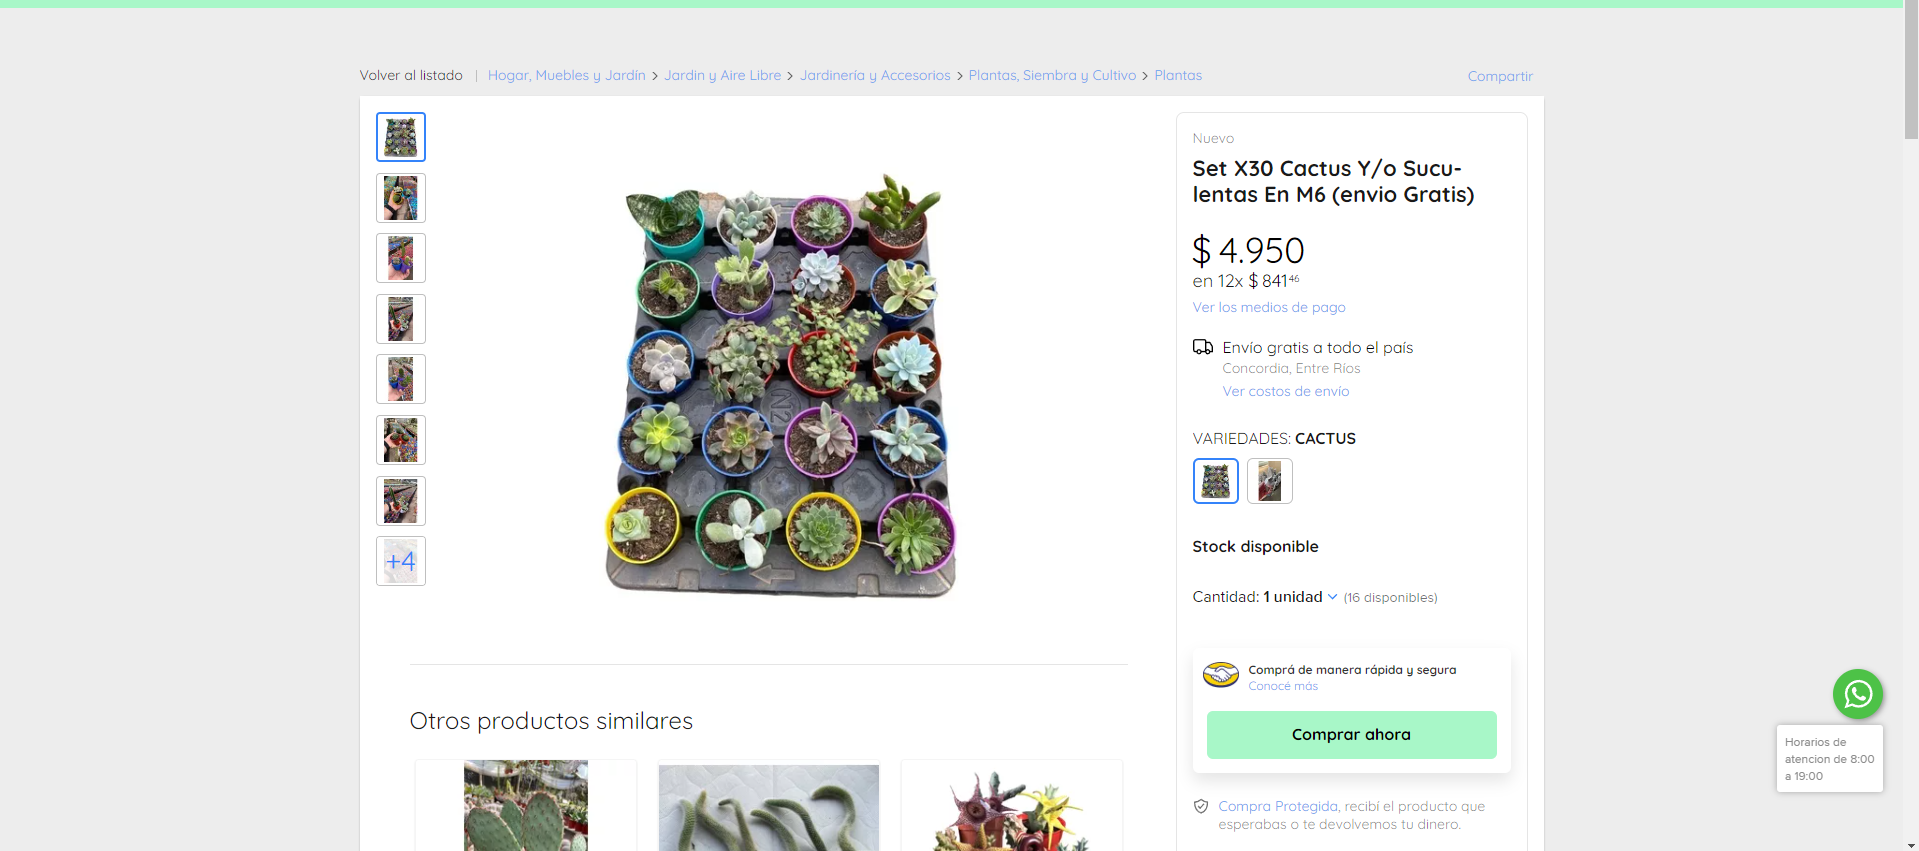 Volver al listado | Hogar, Muebles y Jardín > Jardin y Aire Libre > Jardinería y Accesorios > Plantas, Siembra y Cultivo > Plantas
Compartir
+4
Nuevo
Set X30 Cactus Y/o Sucu-
lentas En M6 (envio Gratis)
$ 4.950
en 12x $ 841 46
Ver los medios de pago
Envío gratis a todo el país
Concordia, Entre Ríos
Ver costos de envío
VARIEDADES: CACTUS
Stock disponible
Cantidad: 1 unidad (16 disponibles)
Comprá de manera rápida y segura
Conocé más
Comprar ahora
Compra Protegida, recibí el producto que
esperabas o te devolvemos tu dinero.
Otros productos similares
Horarios de
atencion de 8:00
a 19:00